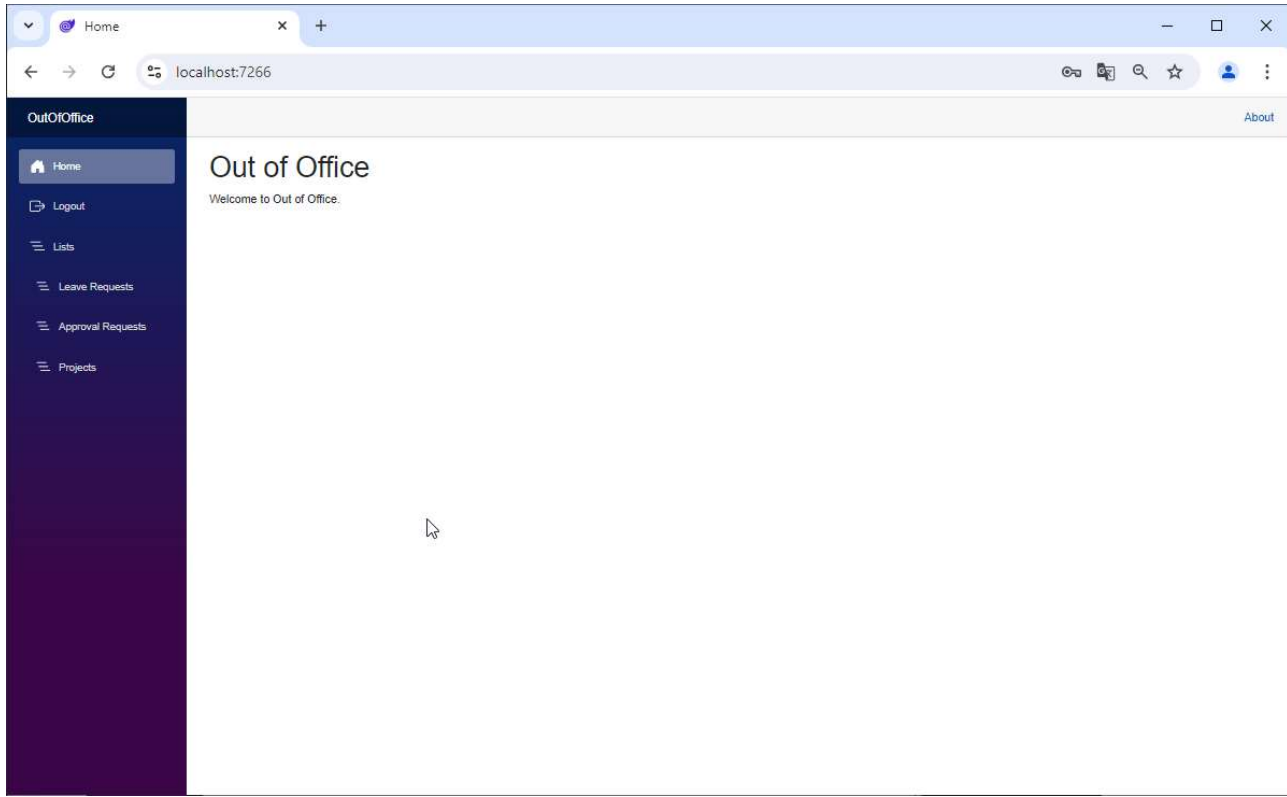 Home
localhost:7266
OutOfOffice
About
Home
Out of Office
Welcome to Out of Office.
Logout
Lists
Leave Requests
Approval Requests
Projects